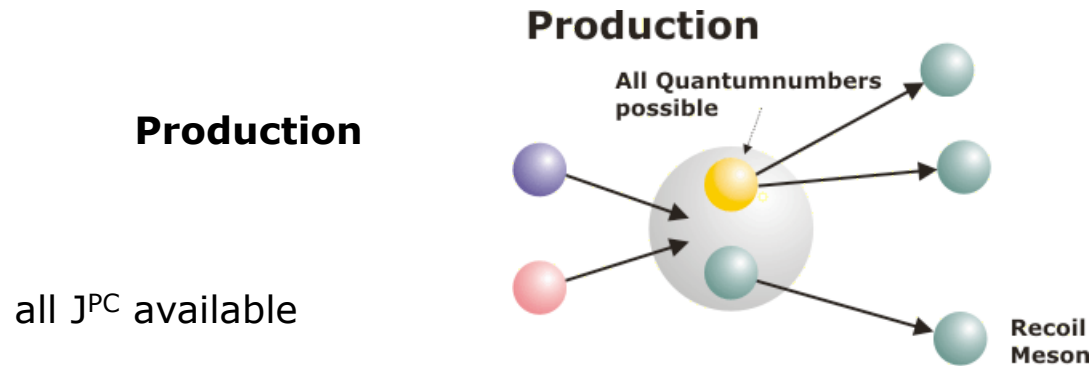 Production
All Quantumnumbers
possible
Production
all J^PC available
Recoil
Meson